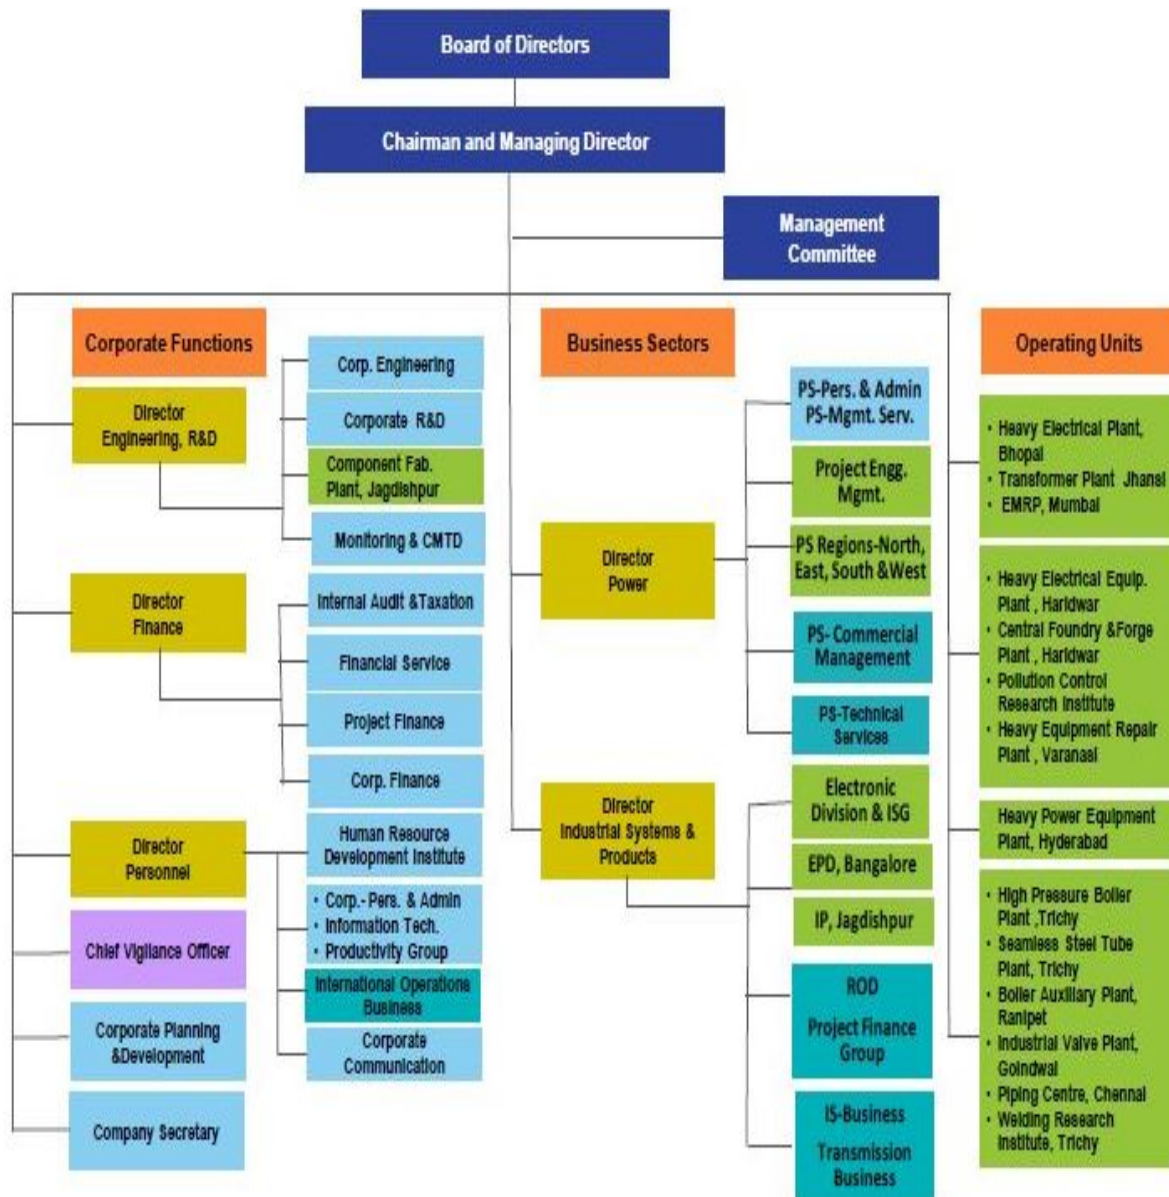 Board of Directors
Chairman and Managing Director
Management
Committee
Corporate Functions
Director
Engineering, R&D
Corp. Engineering
Corporate R&D
Component Fab.
Plant, Jagdishpur
Monitoring & CMTD
Director
Finance
Internal Audit &Taxation
Financial Service
Project Finance
Corp. Finance
Director
Personnel
Human Resource
Development Institute
• Corp.- Pers. & Admin
• Information Tech.
• Productivity Group
International Operations
Business
Corporate
Communication
Chief Vigilance Officer
Corporate Planning
&Development
Company Secretary
Business Sectors
Director
Power
PS-Pers. & Admin
PS-Mgmt. Serv.
Project Engg.
Mgmt.
PS Regions-North,
East, South &West
PS- Commercial
Management
PS-Technical
Services
Director
Industrial Systems &
Products
Electronic
Division & ISG
EPD, Bangalore
IP, Jagdishpur
ROD
Project Finance
Group
IS-Business
Transmission
Business
Operating Units
• Heavy Electrical Plant,
Bhopal
• Transformer Plant Jhansi
• EMRP, Mumbai
• Heavy Electrical Equip.
Plant , Haridwar
• Central Foundry &Forge
Plant , Haridwar
• Pollution Control
Research Institute
• Heavy Equipment Repair
Plant , Varanasi
Heavy Power Equipment
Plant, Hyderabad
• High Pressure Boiler
Plant ,Trichy
• Seamless Steel Tube
Plant, Trichy
• Boiler Auxiliary Plant,
Ranipet
• Industrial Valve Plant,
Goindwal
• Piping Centre, Chennai
• Welding Research
Institute, Trichy